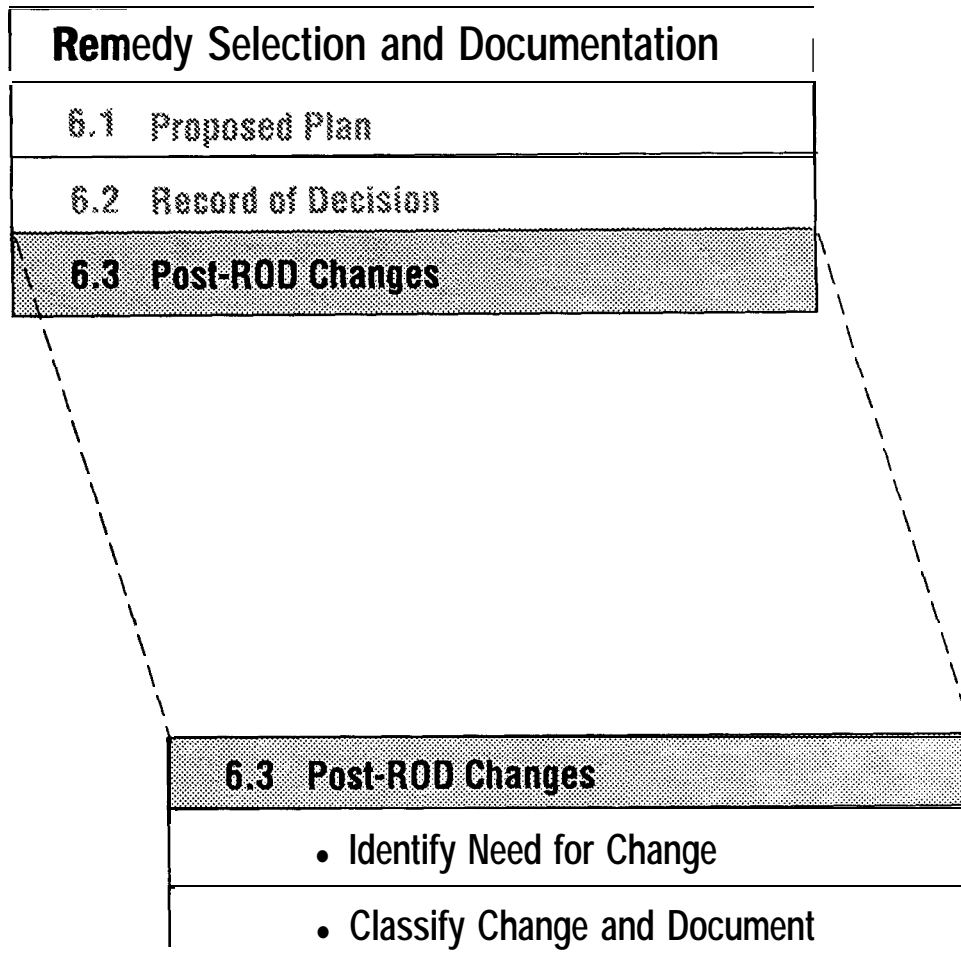 Remedy Selection and Documentation
6.1 Proposed Plan
6.2 Record of Decision
6.3 Post-ROD Changes
6.3 Post-ROD Changes
• Identify Need for Change
• Classify Change and Document